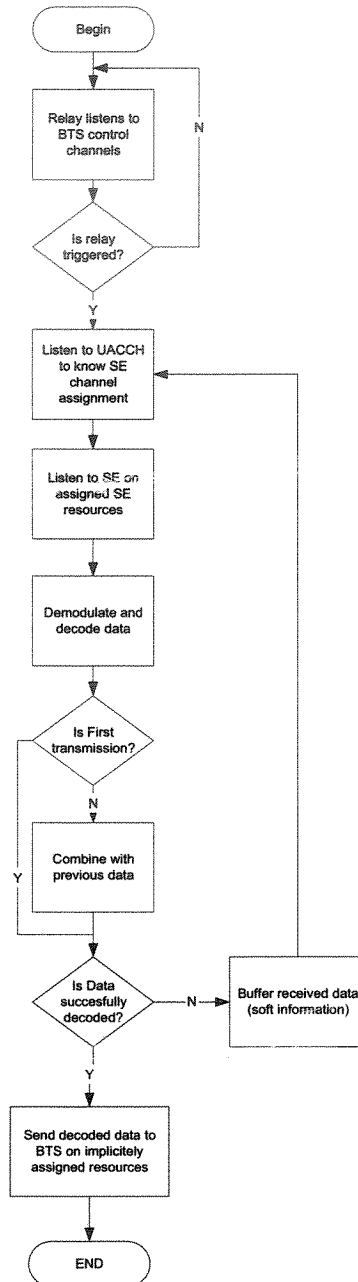 Begin
Relay listens to
BTS control
channels
N
Is relay
triggered?
Y
Listen to UACCH
to know SE
channel
assignment
Listen to SE on
assigned SE
resources
Demodulate and
decode data
Is First
transmission?
N
Y
Combine with
previous data
Is Data
succesfully
decoded?
N
Buffer received data
(soft information)
Y
Send decoded data to
BTS on implicitely
assigned resources
END